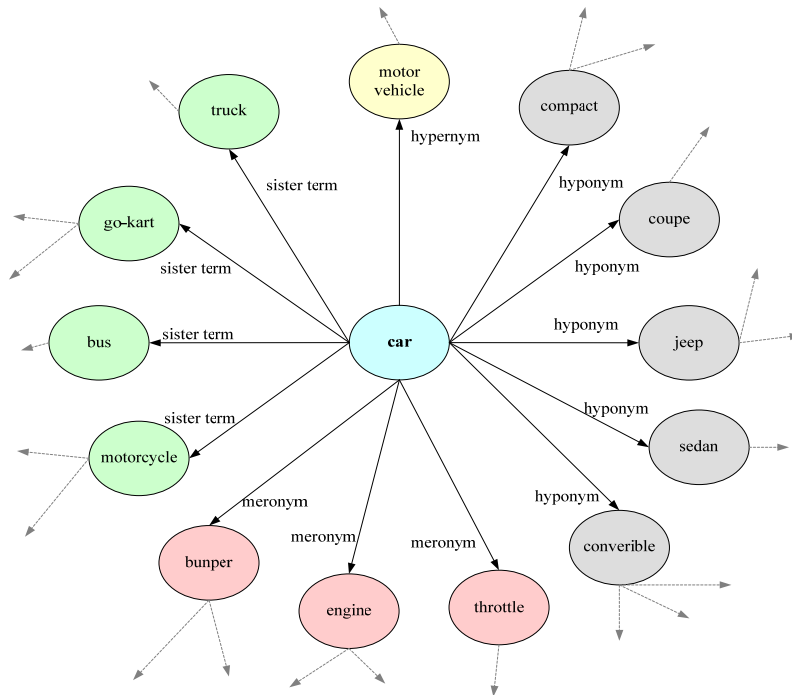 motor
vehicle
compact
truck
hypernym
hyponym
sister term
coupe
go-kart
hyponym
sister term
hyponym
sister term
bus
car
jeep
hyponym
sister term
sedan
motorcycle
hyponym
meronym
meronym
meronym
converible
bunper
engine
throttle